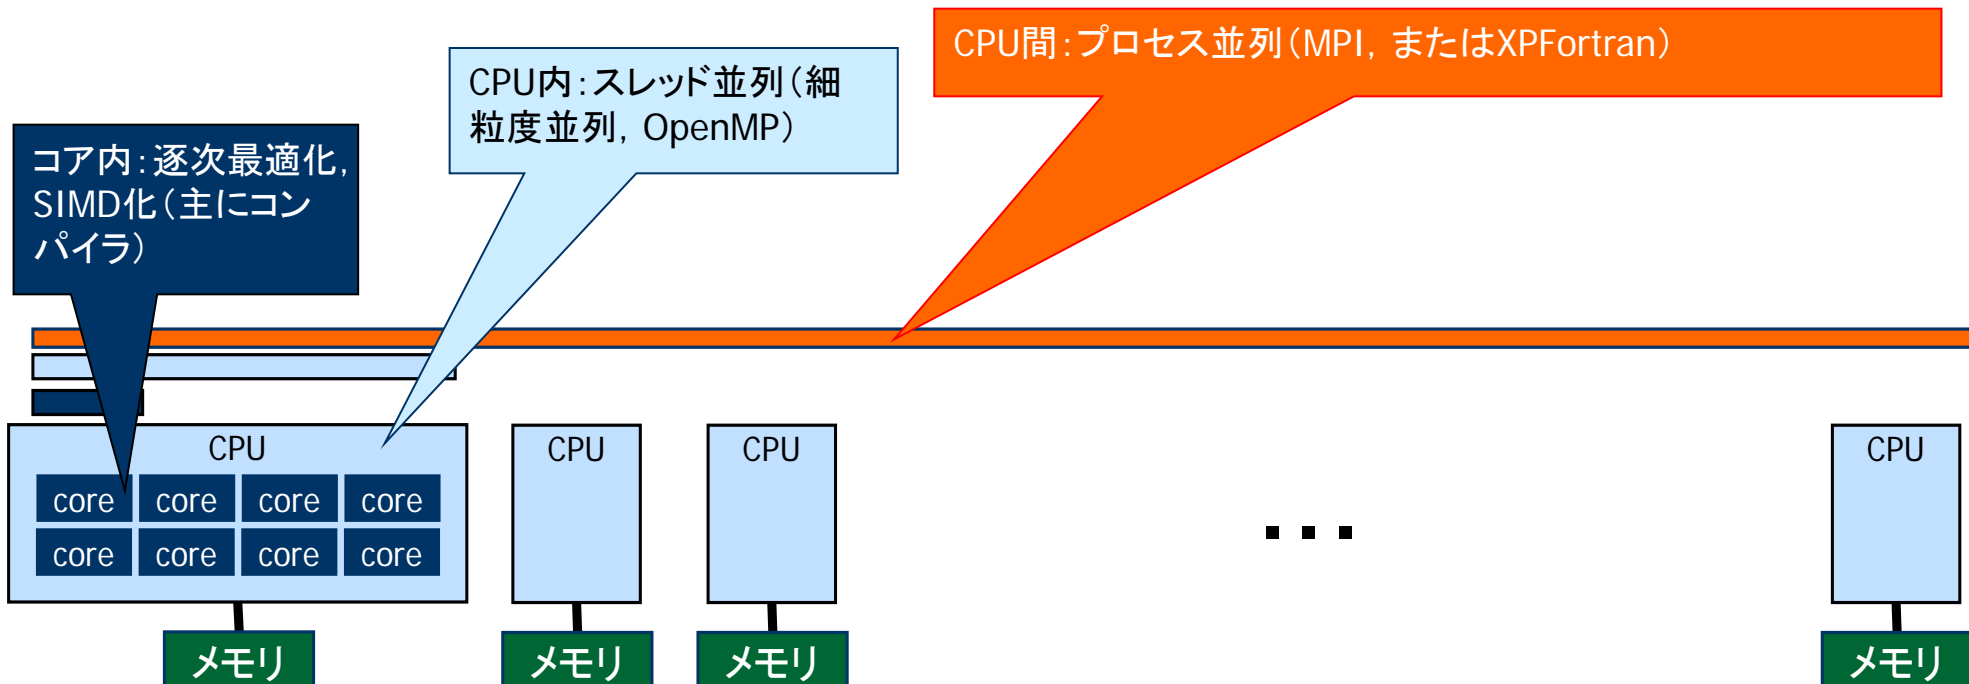 CPU間:プロセス並列(MPI, またはXPFortran)
CPU内:スレッド並列(細
粒度並列, OpenMP)
コア内:逐次最適化,
SIMD化(主にコン
パイラ)
CPU
CPU
CPU
CPU
core core core core
core core core core
...
メモリ
メモリ
メモリ
メモリ